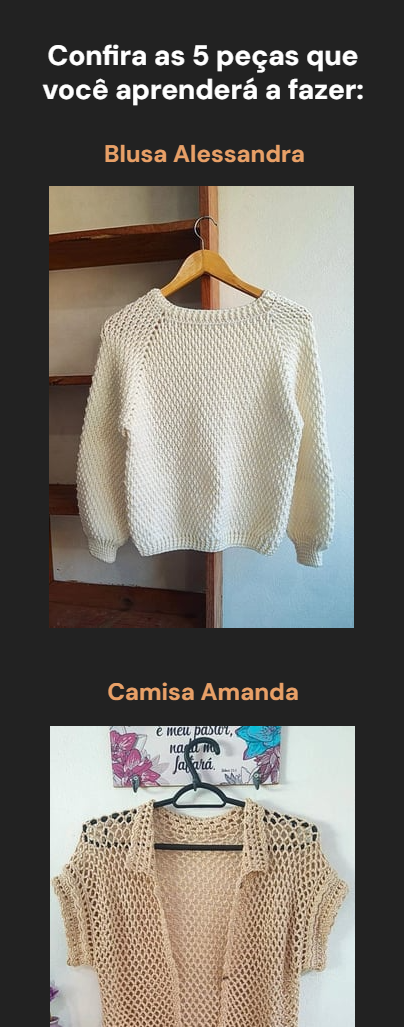 Confira as 5 peças que
você aprenderá a fazer:
Blusa Alessandra
Camisa Amanda
é meu pastor,
nada me
faltará.